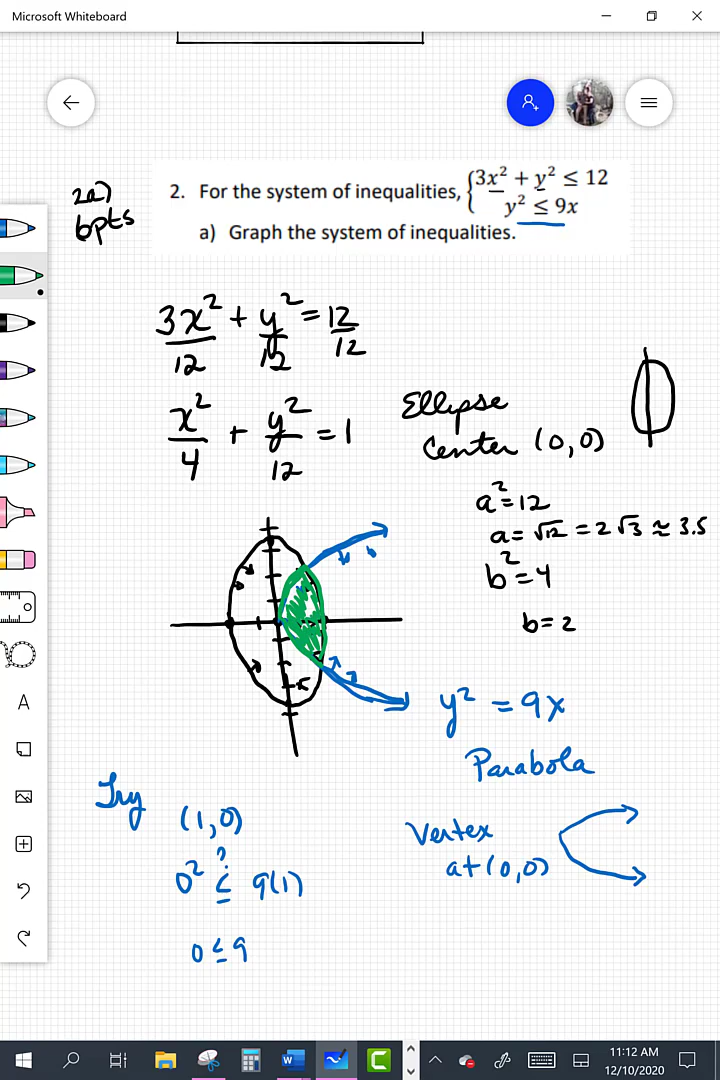 Microsoft Whiteboard
2a)
6pts
2. For the system of inequalities, {3x² + y² ≤ 12
y² ≤ 9x
a) Graph the system of inequalities.
3x²/12 + y²/12 = 12/12
x²/4 + y²/12 = 1
Ellipse
Center (0,0)
a² = 12
a = √12 = 2√3 ≈ 3.5
b² = 4
b = 2
y² = 9x
Parabola
Try
(1,0)
0² ≤? 9(1)
0 ≤ 9
Vertex
at (0,0)
A
11:12 AM
12/10/2020